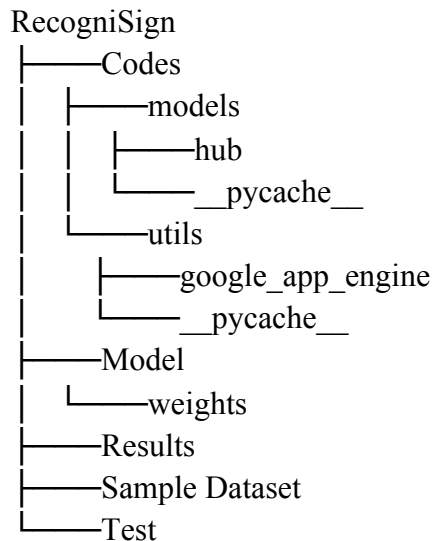 RecogniSign
├───Codes
│   ├───models
│   │   ├───hub
│   │   └───__pycache__
│   └───utils
│       ├───google_app_engine
│       └───__pycache__
├───Model
│   └───weights
├───Results
├───Sample Dataset
└───Test